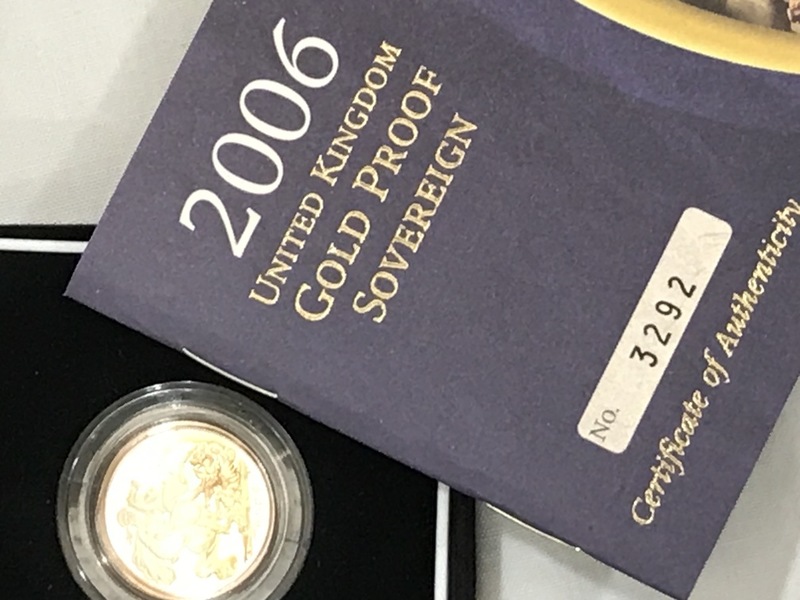 2006
UNITED KINGDOM
GOLD PROOF
SOVEREIGN
No. 3292
Certificate of Authenticity